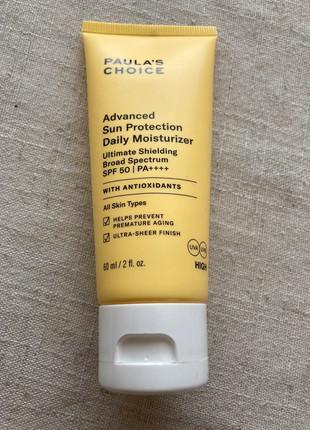 PAULA'S
CHOICE
Advanced
Sun Protection
Daily Moisturizer
Ultimate Shielding
Broad Spectrum
SPF 50 | PA++++
WITH ANTIOXIDANTS
All Skin Types
HELPS PREVENT
PREMATURE AGING
ULTRA-SHEER FINISH
UVA
60 ml / 2 fl. oz.
HIGH